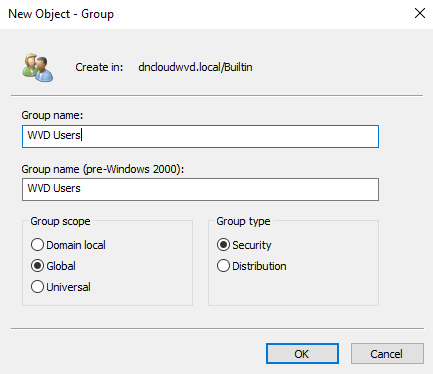 New Object - Group
Create in: dncloudwvd.local/Builtin
Group name:
WVD Users
Group name (pre-Windows 2000):
WVD Users
Group scope
Domain local
Global
Universal
Group type
Security
Distribution
OK
Cancel